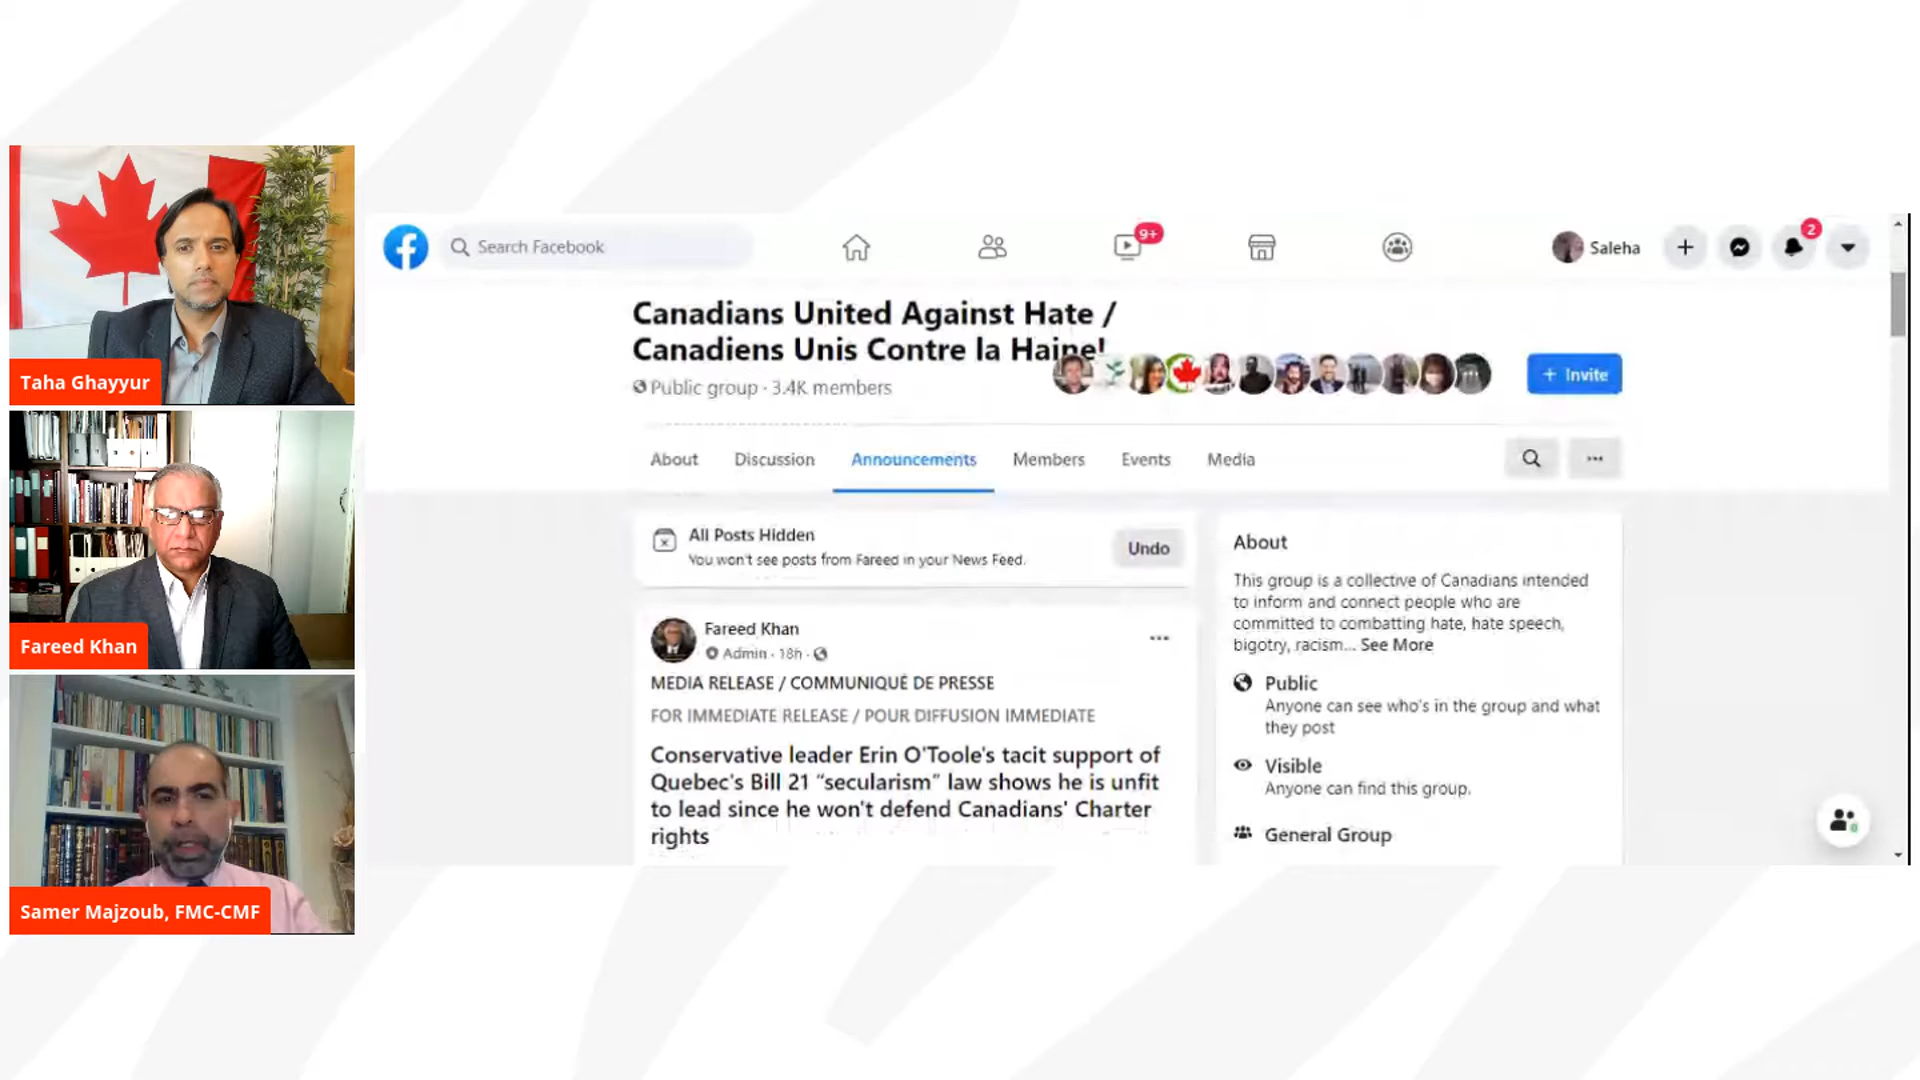 Taha Ghayyur
Fareed Khan
Samer Majzoub, FMC-CMF
Search Facebook
9+
Saleha
2
Canadians United Against Hate /
Canadiens Unis Contre la Haine!
Public group · 3.4K members
+ Invite
About
Discussion
Announcements
Members
Events
Media
All Posts Hidden
You won't see posts from Fareed in your News Feed.
Undo
Fareed Khan
Admin · 18h ·
MEDIA RELEASE / COMMUNIQUÉ DE PRESSE
FOR IMMEDIATE RELEASE / POUR DIFFUSION IMMEDIATE
Conservative leader Erin O'Toole's tacit support of
Quebec's Bill 21 “secularism” law shows he is unfit
to lead since he won't defend Canadians' Charter
rights
About
This group is a collective of Canadians intended
to inform and connect people who are
committed to combatting hate, hate speech,
bigotry, racism... See More
Public
Anyone can see who's in the group and what
they post
Visible
Anyone can find this group.
General Group
0